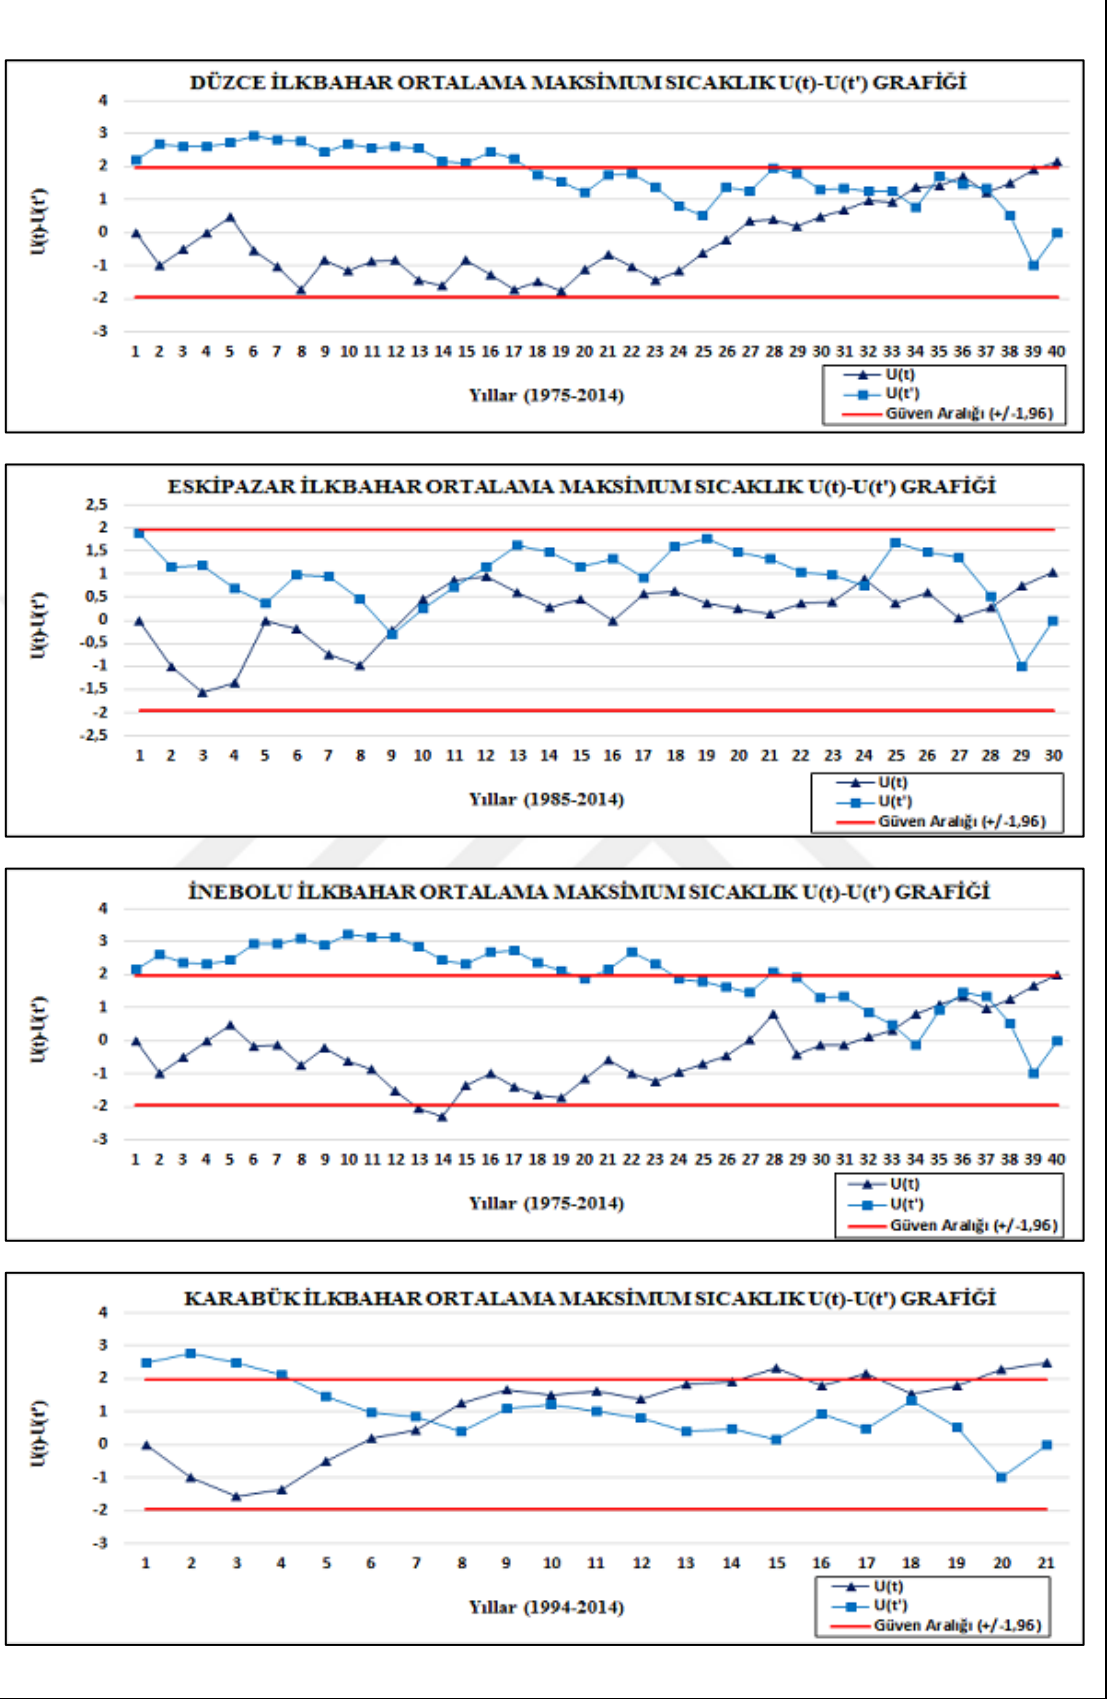 DÜZCE İLKBAHAR ORTALAMA MAKSİMUM SICAKLIK U(t)-U(t') GRAFİĞİ
4
3
2
1
0
-1
-2
-3
U(t)-U(t')
1 2 3 4 5 6 7 8 9 10 11 12 13 14 15 16 17 18 19 20 21 22 23 24 25 26 27 28 29 30 31 32 33 34 35 36 37 38 39 40
Yıllar (1975-2014)
U(t)
U(t')
Güven Aralığı (+/-1,96)
ESKİPAZAR İLKBAHAR ORTALAMA MAKSİMUM SICAKLIK U(t)-U(t') GRAFİĞİ
2,5
2
1,5
1
0,5
0
-0,5
-1
-1,5
-2
-2,5
U(t)-U(t')
1 2 3 4 5 6 7 8 9 10 11 12 13 14 15 16 17 18 19 20 21 22 23 24 25 26 27 28 29 30
Yıllar (1985-2014)
U(t)
U(t')
Güven Aralığı (+/-1,96)
İNEBOLU İLKBAHAR ORTALAMA MAKSİMUM SICAKLIK U(t)-U(t') GRAFİĞİ
4
3
2
1
0
-1
-2
-3
U(t)-U(t')
1 2 3 4 5 6 7 8 9 10 11 12 13 14 15 16 17 18 19 20 21 22 23 24 25 26 27 28 29 30 31 32 33 34 35 36 37 38 39 40
Yıllar (1975-2014)
U(t)
U(t')
Güven Aralığı (+/-1,96)
KARABÜK İLKBAHAR ORTALAMA MAKSİMUM SICAKLIK U(t)-U(t') GRAFİĞİ
4
3
2
1
0
-1
-2
-3
U(t)-U(t')
1 2 3 4 5 6 7 8 9 10 11 12 13 14 15 16 17 18 19 20 21
Yıllar (1994-2014)
U(t)
U(t')
Güven Aralığı (+/-1,96)